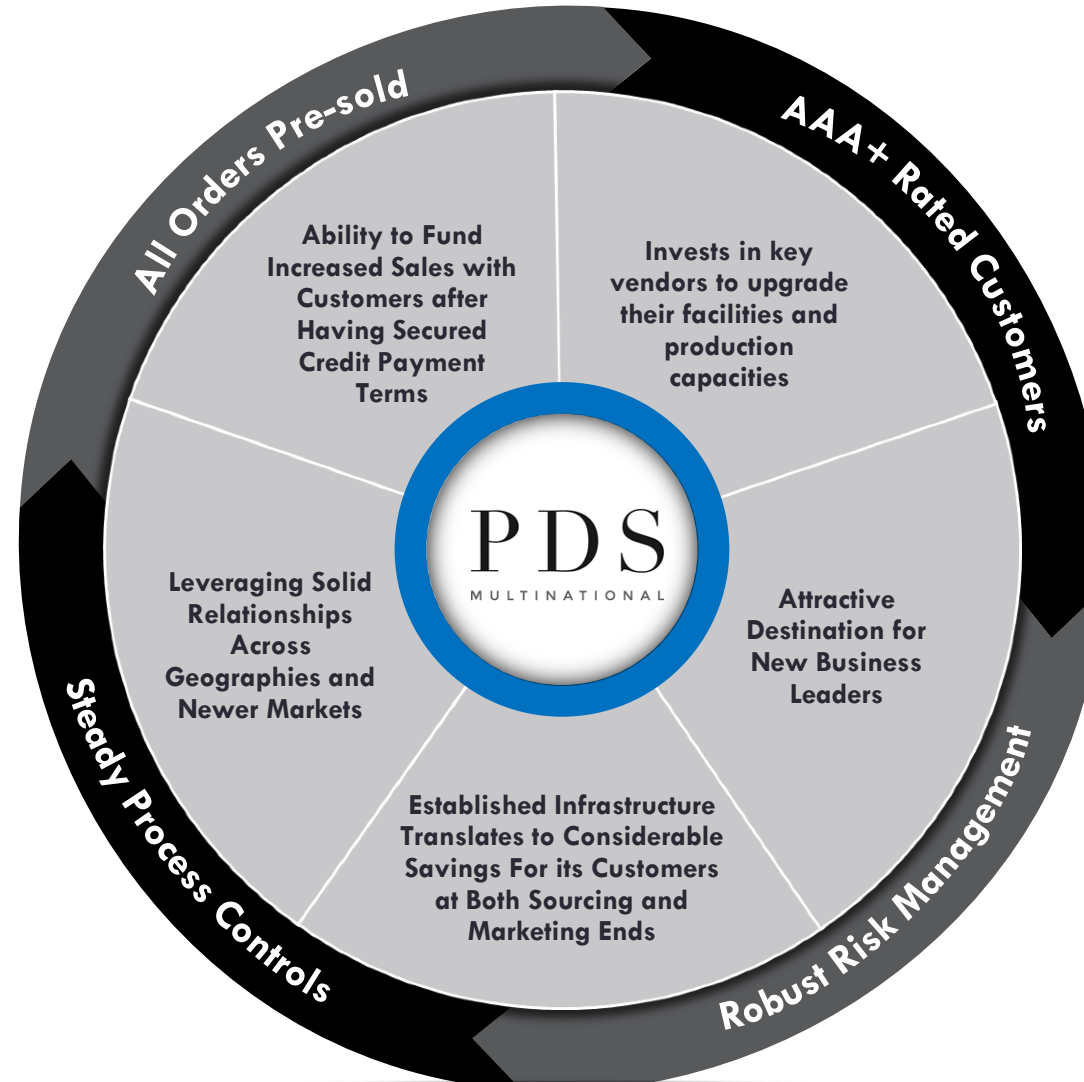 All Orders Pre-sold
AAA+ Rated Customers
Ability to Fund
Increased Sales with
Customers after
Having Secured
Credit Payment
Terms
Invests in key
vendors to upgrade
their facilities and
production
capacities
PDS
MULTINATIONAL
Leveraging Solid
Relationships
Across
Geographies and
Newer Markets
Attractive
Destination for
New Business
Leaders
Established Infrastructure
Translates to Considerable
Savings For its Customers
at Both Sourcing and
Marketing Ends
Steady Process Controls
Robust Risk Management